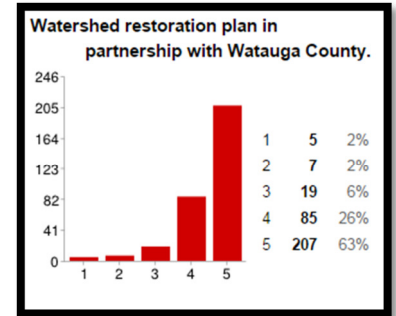 Watershed restoration plan in
partnership with Watauga County.
246
205
164
123
82
41
0
1 2 3 4 5
1 5 2%
2 7 2%
3 19 6%
4 85 26%
5 207 63%